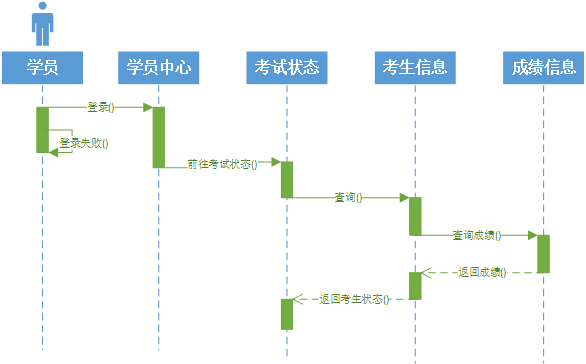 学员
学员中心
考试状态
考生信息
成绩信息
登录()
登录失败()
前往考试状态()
查询()
查询成绩()
返回成绩()
返回考生状态()